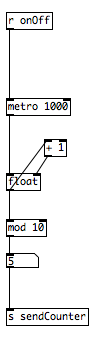 r onOff
metro 1000
+ 1
float
mod 10
5
s sendCounter